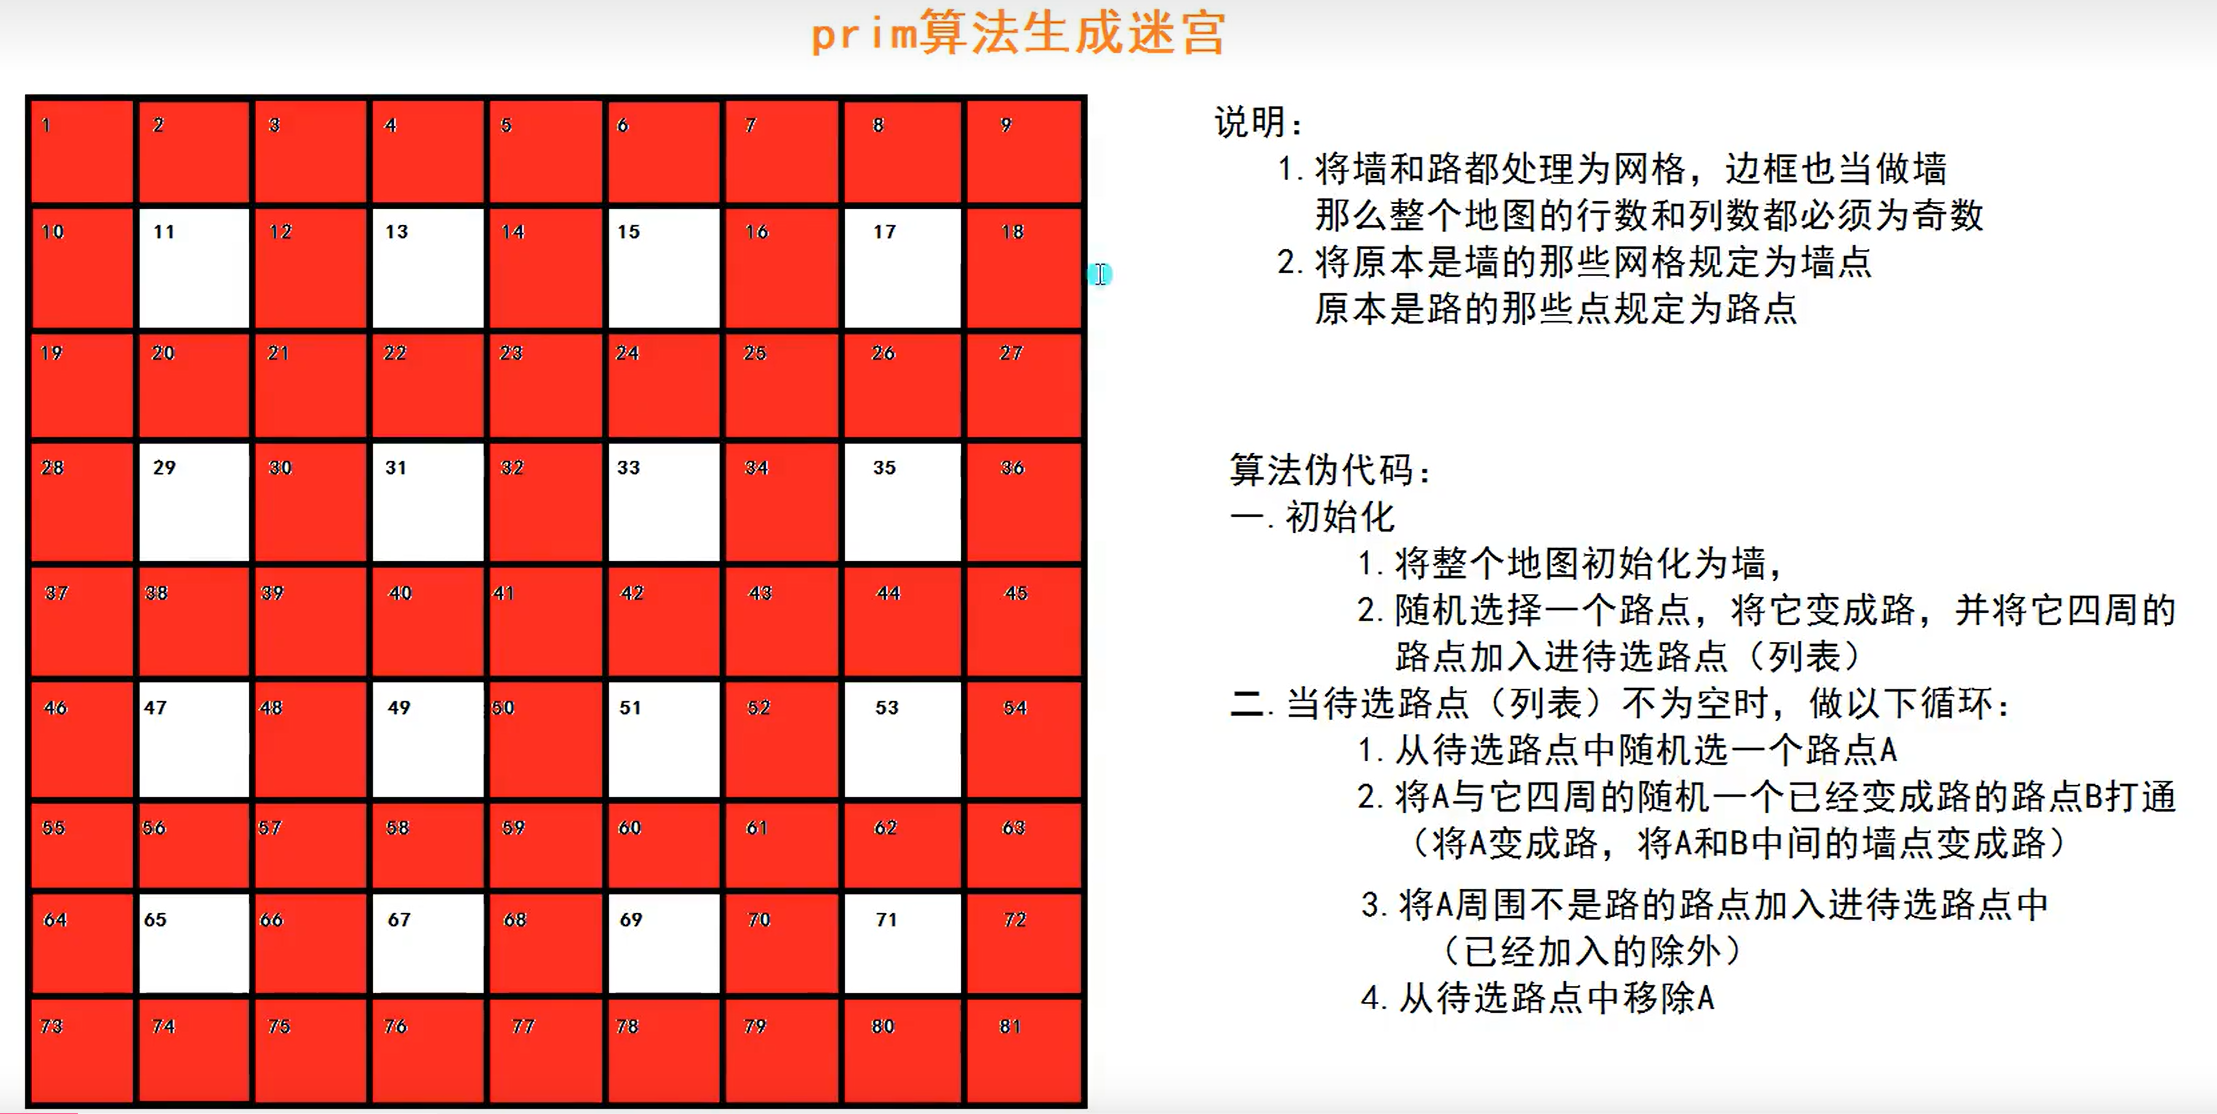 prim算法生成迷宫
1 2 3 4 5 6 7 8 9
10 11 12 13 14 15 16 17 18
19 20 21 22 23 24 25 26 27
28 29 30 31 32 33 34 35 36
37 38 39 40 41 42 43 44 45
46 47 48 49 50 51 52 53 54
55 56 57 58 59 60 61 62 63
64 65 66 67 68 69 70 71 72
73 74 75 76 77 78 79 80 81
说明：
1.将墙和路都处理为网格，边框也当做墙
那么整个地图的行数和列数都必须为奇数
2.将原本是墙的那些网格规定为墙点
原本是路的那些点规定为路点
算法伪代码：
一.初始化
1.将整个地图初始化为墙，
2.随机选择一个路点，将它变成路，并将它四周的
路点加入进待选路点（列表）
二.当待选路点（列表）不为空时，做以下循环：
1.从待选路点中随机选一个路点A
2.将A与它四周的随机一个已经变成路的路点B打通
（将A变成路，将A和B中间的墙点变成路）
3.将A周围不是路的路点加入进待选路点中
（已经加入的除外）
4.从待选路点中移除A